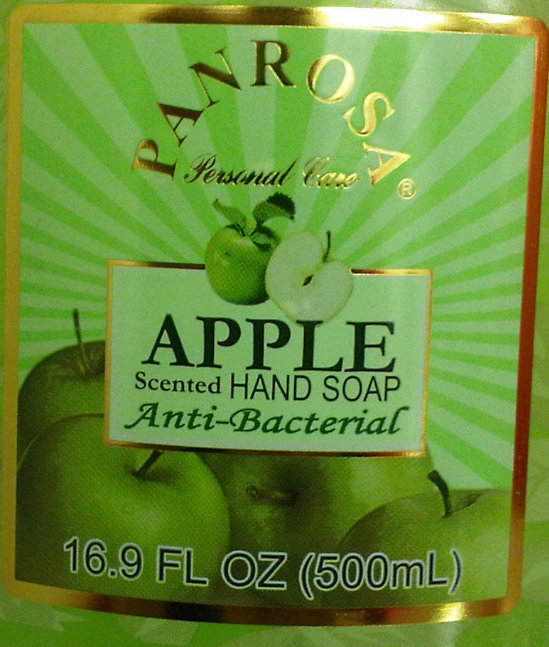 PANROSA®
Personal Care
APPLE
Scented HAND SOAP
Anti-Bacterial
16.9 FL OZ (500mL)